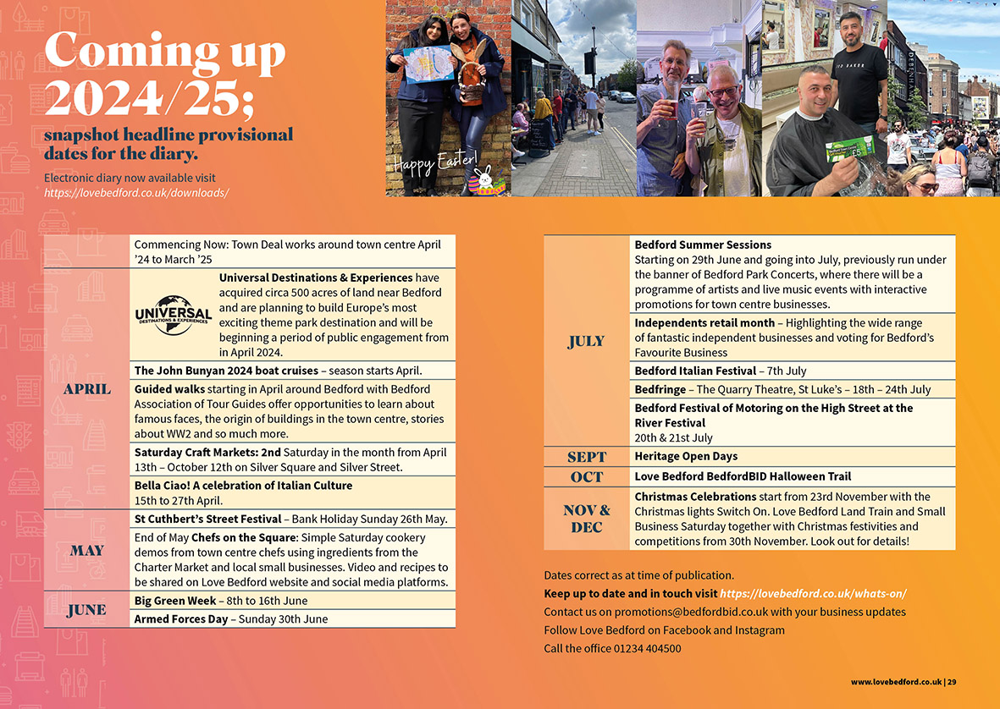 Coming up
2024/25;
snapshot headline provisional
dates for the diary.
Electronic diary now available visit
https://lovebedford.co.uk/downloads/
Happy Easter!
JOE BAKER
£5
DEBENHAMS
Commencing Now: Town Deal works around town centre April
’24 to March ’25
APRIL
UNIVERSAL
DESTINATIONS & EXPERIENCES
Universal Destinations & Experiences have
acquired circa 500 acres of land near Bedford
and are planning to build Europe’s most
exciting theme park destination and will be
beginning a period of public engagement from
in April 2024.
The John Bunyan 2024 boat cruises – season starts April.
Guided walks starting in April around Bedford with Bedford
Association of Tour Guides offer opportunities to learn about
famous faces, the origin of buildings in the town centre, stories
about WW2 and so much more.
Saturday Craft Markets: 2nd Saturday in the month from April
13th – October 12th on Silver Square and Silver Street.
Bella Ciao! A celebration of Italian Culture
15th to 27th April.
MAY
St Cuthbert’s Street Festival – Bank Holiday Sunday 26th May.
End of May Chefs on the Square: Simple Saturday cookery
demos from town centre chefs using ingredients from the
Charter Market and local small businesses. Video and recipes to
be shared on Love Bedford website and social media platforms.
JUNE
Big Green Week – 8th to 16th June
Armed Forces Day – Sunday 30th June
JULY
Bedford Summer Sessions
Starting on 29th June and going into July, previously run under
the banner of Bedford Park Concerts, where there will be a
programme of artists and live music events with interactive
promotions for town centre businesses.
Independents retail month – Highlighting the wide range
of fantastic independent businesses and voting for Bedford’s
Favourite Business
Bedford Italian Festival – 7th July
Bedfringe – The Quarry Theatre, St Luke’s – 18th – 24th July
Bedford Festival of Motoring on the High Street at the
River Festival
20th & 21st July
SEPT
Heritage Open Days
OCT
Love Bedford BedfordBID Halloween Trail
NOV &
DEC
Christmas Celebrations start from 23rd November with the
Christmas lights Switch On. Love Bedford Land Train and Small
Business Saturday together with Christmas festivities and
competitions from 30th November. Look out for details!
Dates correct as at time of publication.
Keep up to date and in touch visit https://lovebedford.co.uk/whats-on/
Contact us on promotions@bedfordbid.co.uk with your business updates
Follow Love Bedford on Facebook and Instagram
Call the office 01234 404500
www.lovebedford.co.uk | 29